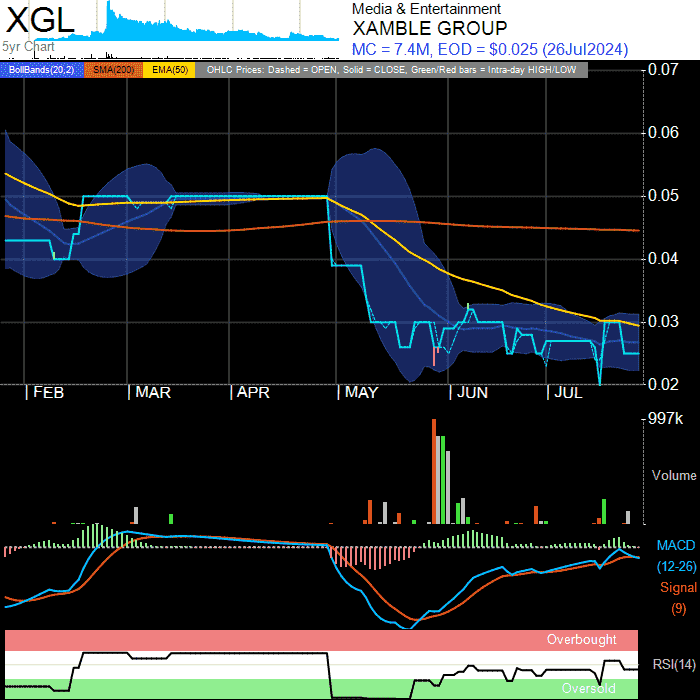 XGL
5yr Chart
Media & Entertainment
XAMBLE GROUP
MC = 7.4M, EOD = $0.025 (26Jul2024)
BollBands(20,2) SMA(200) EMA(50) OHLC Prices: Dashed = OPEN, Solid = CLOSE, Green/Red bars = Intra-day HIGH/LOW
0.07
0.06
0.05
0.04
0.03
0.02
FEB MAR APR MAY JUN JUL
997k
Volume
MACD
(12-26)
Signal
(9)
Overbought
RSI(14)
Oversold